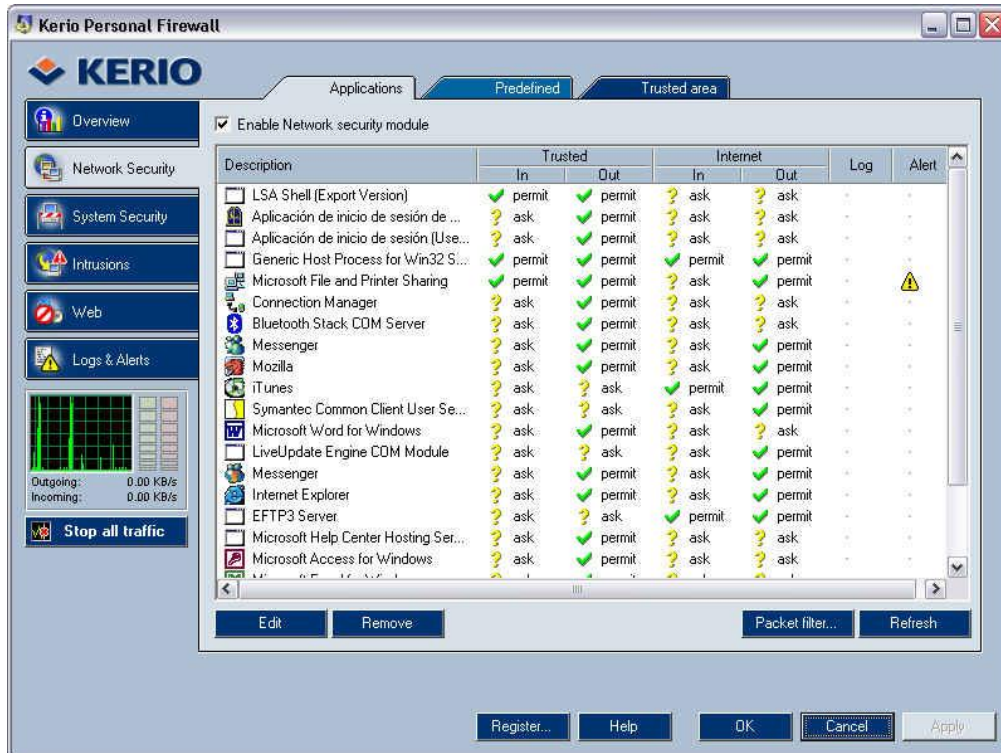 Kerio Personal Firewall
KERIO
Applications Predefined Trusted area
Overview
Network Security
System Security
Intrusions
Web
Logs & Alerts
Outgoing: 0.00 KB/s
Incoming: 0.00 KB/s
Stop all traffic
Enable Network security module
Description Trusted Internet Log Alert
In Out In Out
LSA Shell (Export Version) permit permit ask ask
Aplicación de inicio de sesión de ... ask permit ask ask
Aplicación de inicio de sesión (Use... ask permit ask ask
Generic Host Process for Win32 S... permit permit permit permit
Microsoft File and Printer Sharing permit permit ask permit
Connection Manager ask permit ask ask
Bluetooth Stack COM Server ask permit ask ask
Messenger ask permit ask permit
Mozilla ask permit ask permit
iTunes ask ask permit permit
Symantec Common Client User Se... ask ask ask permit
Microsoft Word for Windows ask permit ask ask
LiveUpdate Engine COM Module ask ask ask permit
Messenger ask permit ask permit
Internet Explorer ask permit ask permit
EFTP3 Server ask ask permit permit
Microsoft Help Center Hosting Ser... ask permit ask ask
Microsoft Access for Windows ask permit ask ask
Edit Remove Packet filter... Refresh
Register... Help OK Cancel Apply